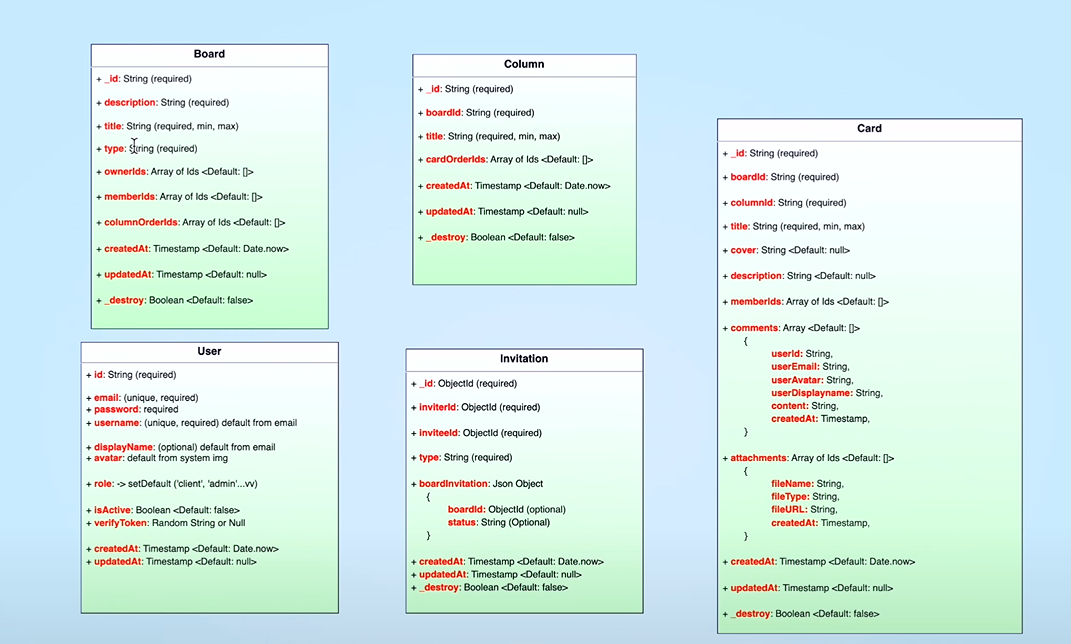 Board
+ _id: String (required)
+ description: String (required)
+ title: String (required, min, max)
+ type: String (required)
+ ownerIds: Array of Ids <Default: []>
+ memberIds: Array of Ids <Default: []>
+ columnOrderIds: Array of Ids <Default: []>
+ createdAt: Timestamp <Default: Date.now>
+ updatedAt: Timestamp <Default: null>
+ _destroy: Boolean <Default: false>
Column
+ _id: String (required)
+ boardId: String (required)
+ title: String (required, min, max)
+ cardOrderIds: Array of Ids <Default: []>
+ createdAt: Timestamp <Default: Date.now>
+ updatedAt: Timestamp <Default: null>
+ _destroy: Boolean <Default: false>
Card
+ _id: String (required)
+ boardId: String (required)
+ columnId: String (required)
+ title: String (required, min, max)
+ cover: String <Default: null>
+ description: String <Default: null>
+ memberIds: Array of Ids <Default: []>
+ comments: Array <Default: []>
{
userId: String,
userEmail: String,
userAvatar: String,
userDisplayname: String,
content: String,
createdAt: Timestamp,
}
+ attachments: Array of Ids <Default: []>
{
fileName: String,
fileType: String,
fileURL: String,
createdAt: Timestamp,
}
+ createdAt: Timestamp <Default: Date.now>
+ updatedAt: Timestamp <Default: null>
+ _destroy: Boolean <Default: false>
User
+ id: String (required)
+ email: (unique, required)
+ password: required
+ username: (unique, required) default from email
+ displayName: (optional) default from email
+ avatar: default from system img
+ role: -> setDefault ('client', 'admin'...vv)
+ isActive: Boolean <Default: false>
+ verifyToken: Random String or Null
+ createdAt: Timestamp <Default: Date.now>
+ updatedAt: Timestamp <Default: null>
Invitation
+ _id: ObjectId (required)
+ inviterId: ObjectId (required)
+ inviteeId: ObjectId (required)
+ type: String (required)
+ boardInvitation: Json Object
{
boardId: ObjectId (optional)
status: String (Optional)
}
+ createdAt: Timestamp <Default: Date.now>
+ updatedAt: Timestamp <Default: null>
+ _destroy: Boolean <Default: false>